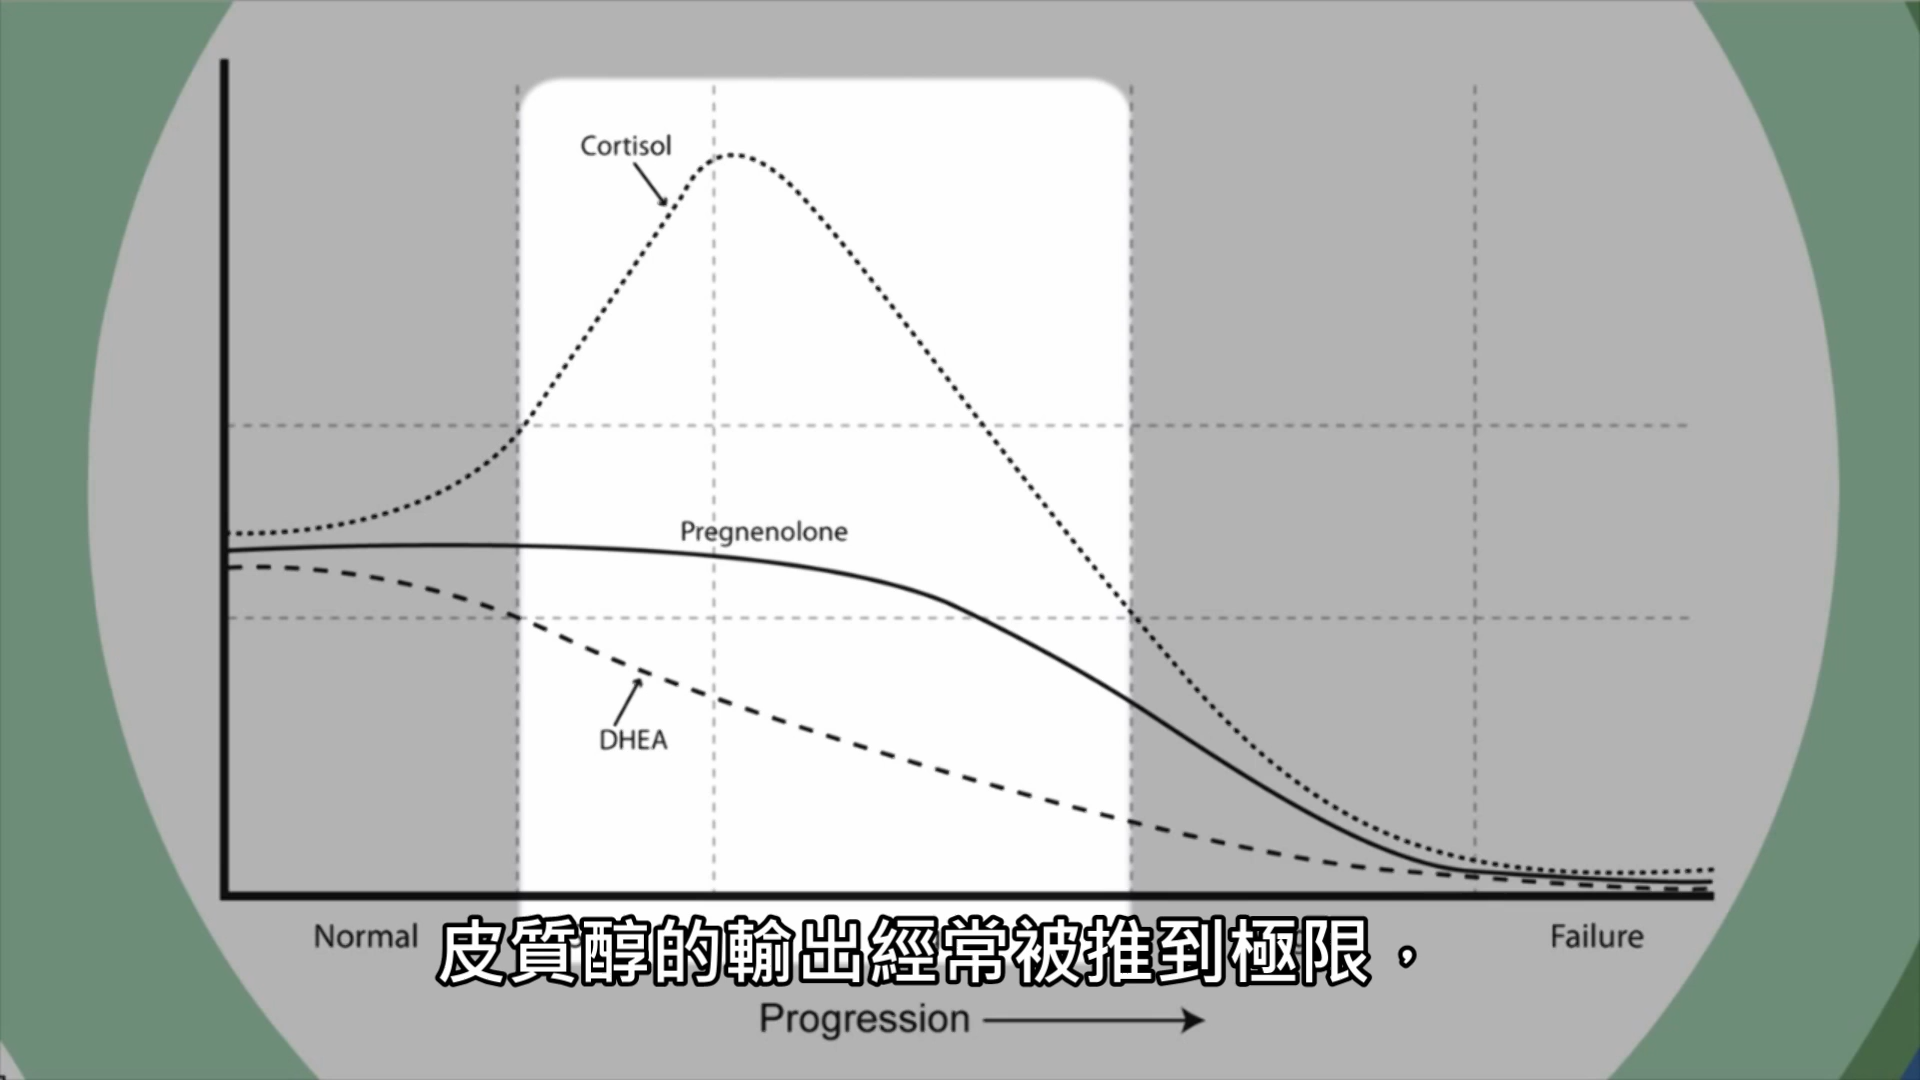 Cortisol
Pregnenolone
DHEA
Normal
Failure
皮質醇的輸出經常被推到極限，
Progression